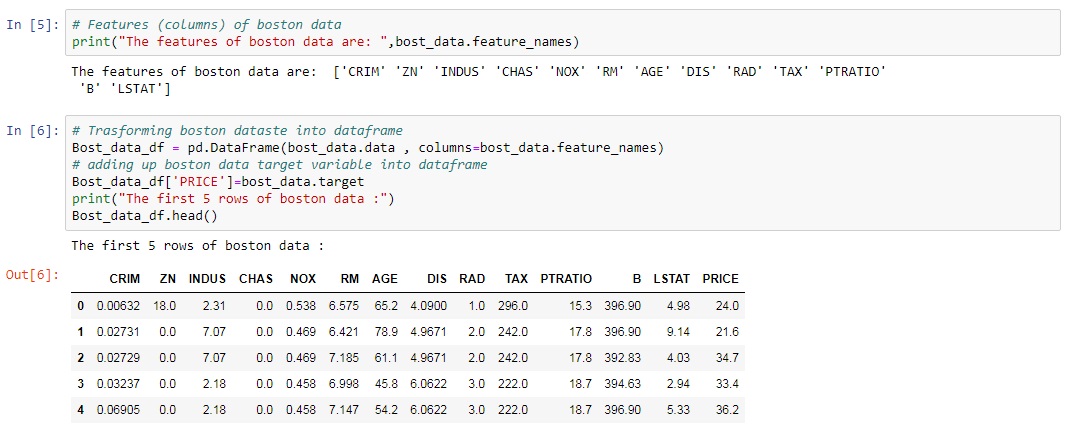 In [5]: # Features (columns) of boston data
print("The features of boston data are: ",bost_data.feature_names)
The features of boston data are:  ['CRIM' 'ZN' 'INDUS' 'CHAS' 'NOX' 'RM' 'AGE' 'DIS' 'RAD' 'TAX' 'PTRATIO'
 'B' 'LSTAT']
In [6]: # Trasforming boston dataste into dataframe
Bost_data_df = pd.DataFrame(bost_data.data , columns=bost_data.feature_names)
# adding up boston data target variable into dataframe
Bost_data_df['PRICE']=bost_data.target
print("The first 5 rows of boston data :")
Bost_data_df.head()
The first 5 rows of boston data :
Out[6]:
CRIM ZN INDUS CHAS NOX RM AGE DIS RAD TAX PTRATIO B LSTAT PRICE
0 0.00632 18.0 2.31 0.0 0.538 6.575 65.2 4.0900 1.0 296.0 15.3 396.90 4.98 24.0
1 0.02731 0.0 7.07 0.0 0.469 6.421 78.9 4.9671 2.0 242.0 17.8 396.90 9.14 21.6
2 0.02729 0.0 7.07 0.0 0.469 7.185 61.1 4.9671 2.0 242.0 17.8 392.83 4.03 34.7
3 0.03237 0.0 2.18 0.0 0.458 6.998 45.8 6.0622 3.0 222.0 18.7 394.63 2.94 33.4
4 0.06905 0.0 2.18 0.0 0.458 7.147 54.2 6.0622 3.0 222.0 18.7 396.90 5.33 36.2